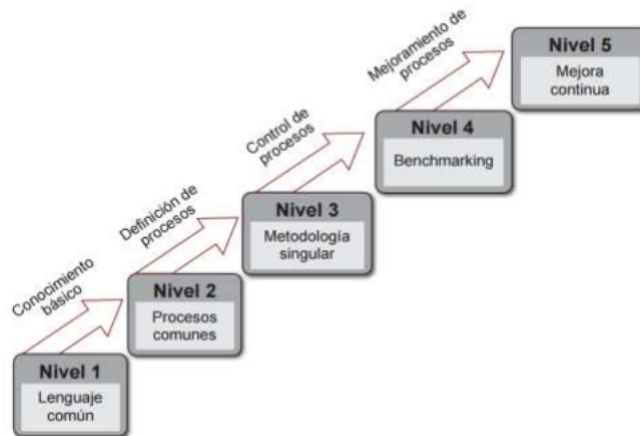 Nivel 5
Mejora
continua
Mejoramiento de
procesos
Nivel 4
Benchmarking
Control de
procesos
Nivel 3
Metodología
singular
Definición de
procesos
Nivel 2
Procesos
comunes
Conocimiento
básico
Nivel 1
Lenguaje
común